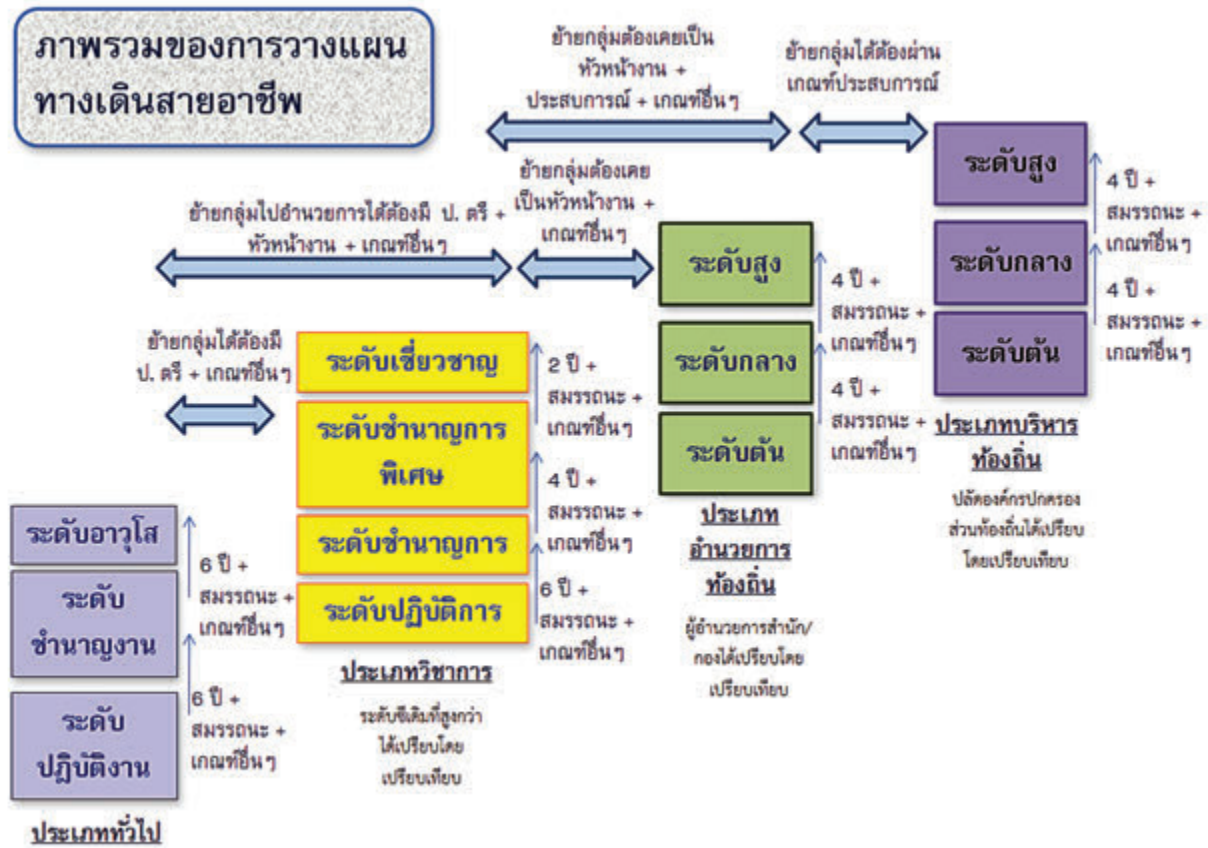 ภาพรวมของการวางแผน
ทางเดินสายอาชีพ
ย้ายกลุ่มต้องเคยเป็น
หัวหน้างาน +
ประสบการณ์ + เกณฑ์อื่นๆ
ย้ายกลุ่มได้ต้องผ่าน
เกณฑ์ประสบการณ์
ย้ายกลุ่มไปอำนวยการได้ต้องมี ป. ตรี +
หัวหน้างาน + เกณฑ์อื่นๆ
ย้ายกลุ่มต้องเคย
เป็นหัวหน้างาน +
เกณฑ์อื่นๆ
ย้ายกลุ่มได้ต้องมี
ป. ตรี + เกณฑ์อื่นๆ
ระดับอาวุโส
ระดับ
ชำนาญงาน
ระดับ
ปฏิบัติงาน
6 ปี +
สมรรถนะ +
เกณฑ์อื่นๆ
6 ปี +
สมรรถนะ +
เกณฑ์อื่นๆ
ประเภททั่วไป
ระดับเชี่ยวชาญ
ระดับชำนาญการ
พิเศษ
ระดับชำนาญการ
ระดับปฏิบัติการ
2 ปี +
สมรรถนะ +
เกณฑ์อื่นๆ
4 ปี +
สมรรถนะ +
เกณฑ์อื่นๆ
6 ปี +
สมรรถนะ +
เกณฑ์อื่นๆ
ประเภทวิชาการ
ระดับซีเดิมที่สูงกว่า
ได้เปรียบโดย
เปรียบเทียบ
ระดับสูง
ระดับกลาง
ระดับต้น
4 ปี +
สมรรถนะ +
เกณฑ์อื่นๆ
4 ปี +
สมรรถนะ +
เกณฑ์อื่นๆ
ประเภท
อำนวยการ
ท้องถิ่น
ผู้อำนวยการสำนัก/
กองได้เปรียบโดย
เปรียบเทียบ
ระดับสูง
ระดับกลาง
ระดับต้น
4 ปี +
สมรรถนะ +
เกณฑ์อื่นๆ
4 ปี +
สมรรถนะ +
เกณฑ์อื่นๆ
ประเภทบริหาร
ท้องถิ่น
ปลัดองค์กรปกครอง
ส่วนท้องถิ่นได้เปรียบ
โดยเปรียบเทียบ